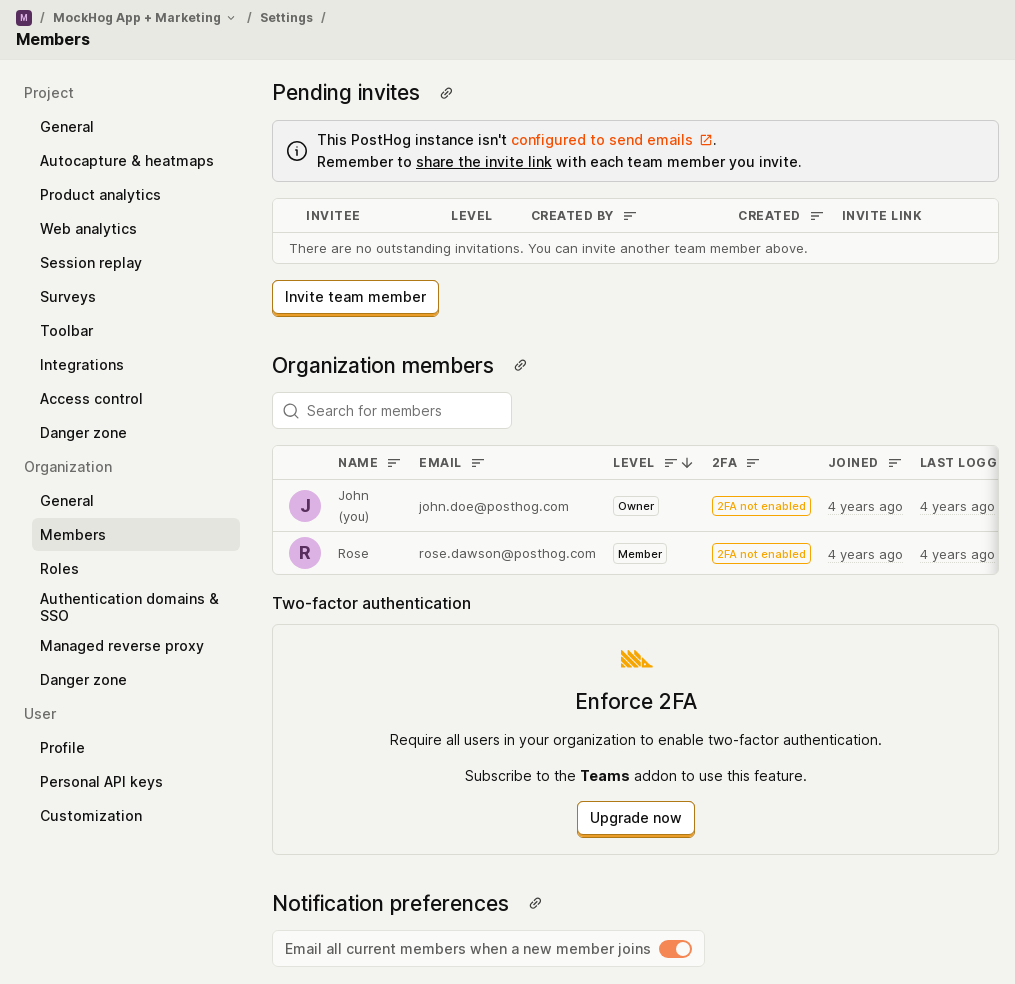 M / MockHog App + Marketing / Settings /
Members
Project
General
Autocapture & heatmaps
Product analytics
Web analytics
Session replay
Surveys
Toolbar
Integrations
Access control
Danger zone
Organization
General
Members
Roles
Authentication domains &
SSO
Managed reverse proxy
Danger zone
User
Profile
Personal API keys
Customization
Pending invites
This PostHog instance isn't configured to send emails .
Remember to share the invite link with each team member you invite.
INVITEE LEVEL CREATED BY CREATED INVITE LINK
There are no outstanding invitations. You can invite another team member above.
Invite team member
Organization members
Search for members
NAME EMAIL LEVEL 2FA JOINED LAST LOGG
J John (you) john.doe@posthog.com Owner 2FA not enabled 4 years ago 4 years ago
R Rose rose.dawson@posthog.com Member 2FA not enabled 4 years ago 4 years ago
Two-factor authentication
Enforce 2FA
Require all users in your organization to enable two-factor authentication.
Subscribe to the Teams addon to use this feature.
Upgrade now
Notification preferences
Email all current members when a new member joins